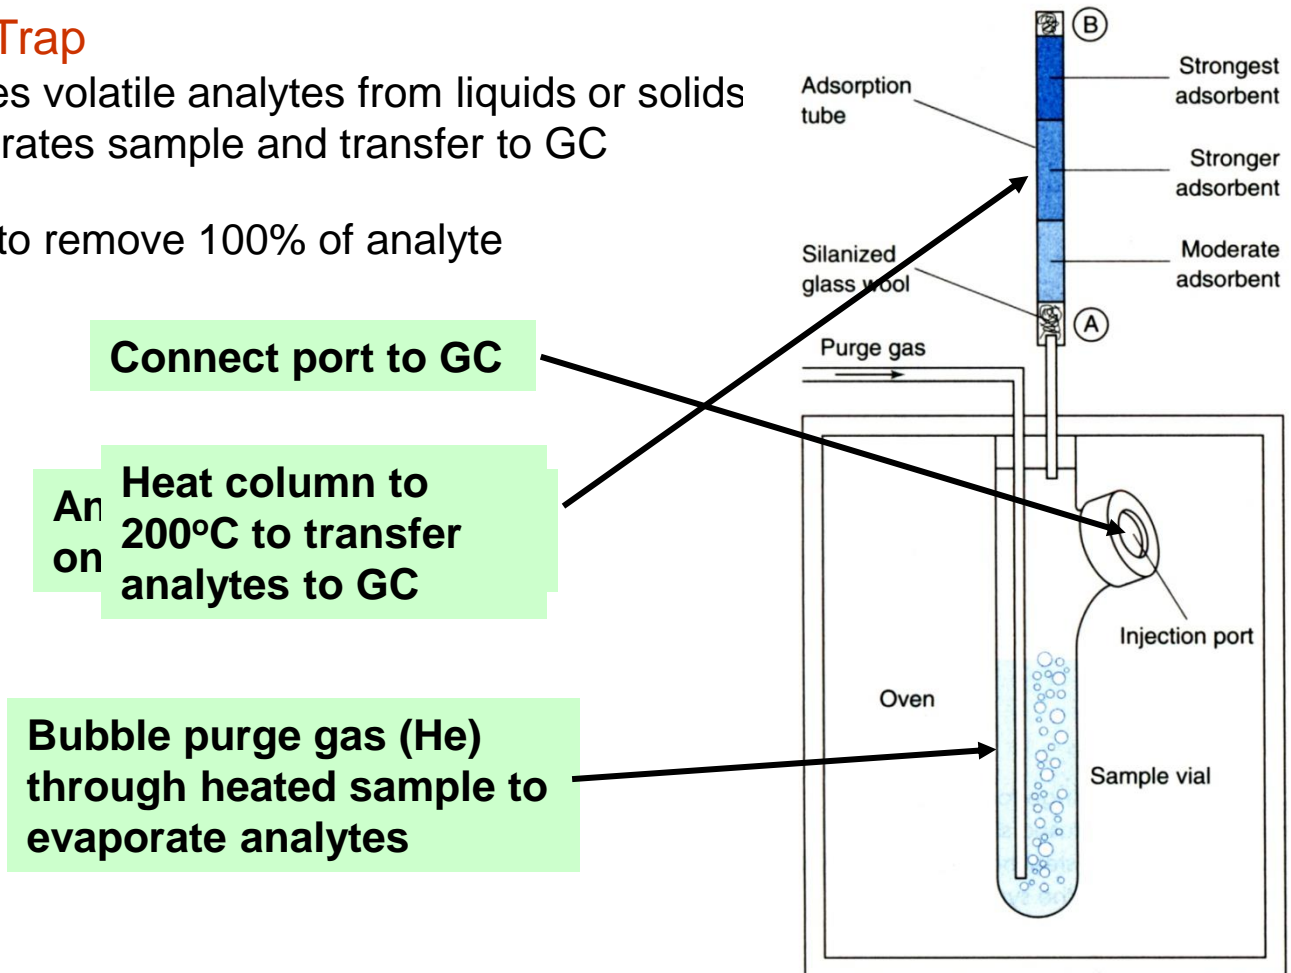 Trap
es volatile analytes from liquids or solids
rates sample and transfer to GC
to remove 100% of analyte
Connect port to GC
An
on
Heat column to
200°C to transfer
analytes to GC
Bubble purge gas (He)
through heated sample to
evaporate analytes
B
Strongest
adsorbent
Adsorption
tube
Stronger
adsorbent
Silanized
glass wool
Moderate
adsorbent
A
Purge gas
Injection port
Oven
Sample vial